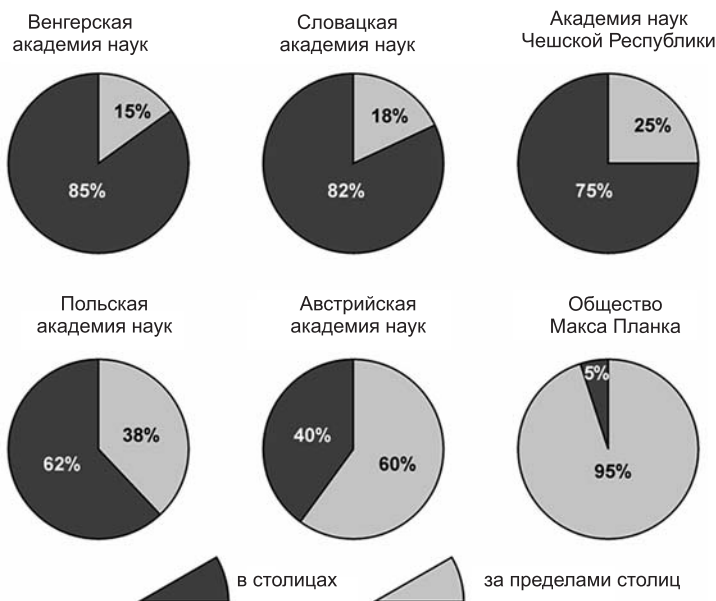 Венгерская
академия наук
Словацкая
академия наук
Академия наук
Чешской Республики
15%
85%
18%
82%
25%
75%
Польская
академия наук
Австрийская
академия наук
Общество
Макса Планка
38%
62%
40%
60%
5%
95%
в столицах
за пределами столиц